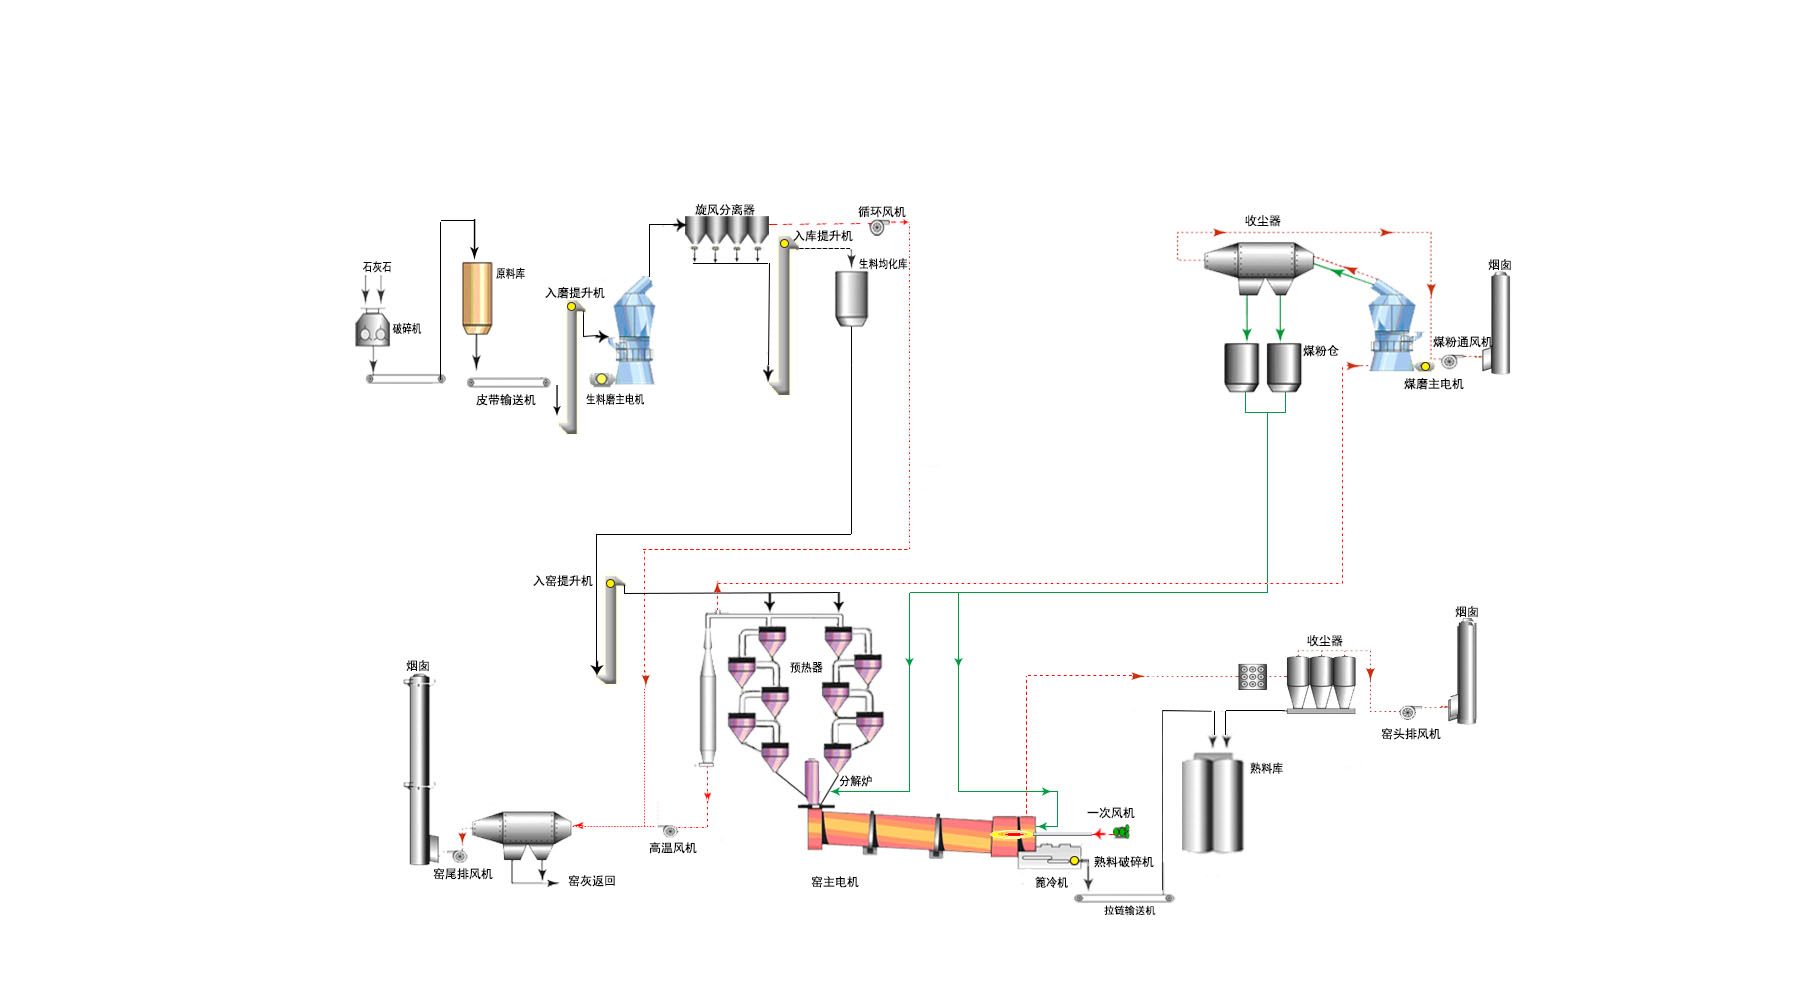 旋风分离器
循环风机
收尘器
入库提升机
石灰石
原料库
生料均化库
烟囱
入磨提升机
破碎机
煤粉通风机
煤粉仓
煤磨主电机
皮带输送机
生料磨主电机
入窑提升机
烟囱
收尘器
烟囱
预热器
窑头排风机
熟料库
分解炉
一次风机
高温风机
熟料破碎机
窑尾排风机
窑灰返回
窑主电机
篦冷机
拉链输送机